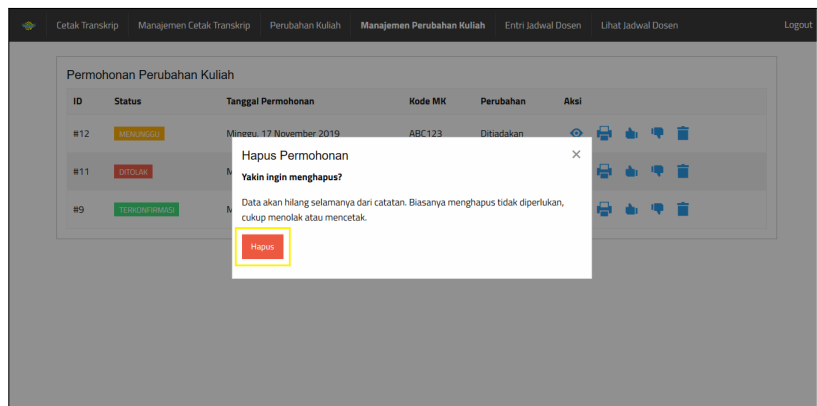 Cetak Transkrip Manajemen Cetak Transkrip Perubahan Kuliah Manajemen Perubahan Kuliah Entri Jadwal Dosen Lihat Jadwal Dosen Logout
Permohonan Perubahan Kuliah
ID Status Tanggal Permohonan Kode MK Perubahan Aksi
#12 MENUNGGU Minggu, 17 November 2019 ABC123 Ditiadakan
Hapus Permohonan ×
#11 DITOLAK M
Yakin ingin menghapus?
Data akan hilang selamanya dari catatan. Biasanya menghapus tidak diperlukan,
#9 TERKONFIRMASI M
cukup menolak atau mencetak.
Hapus